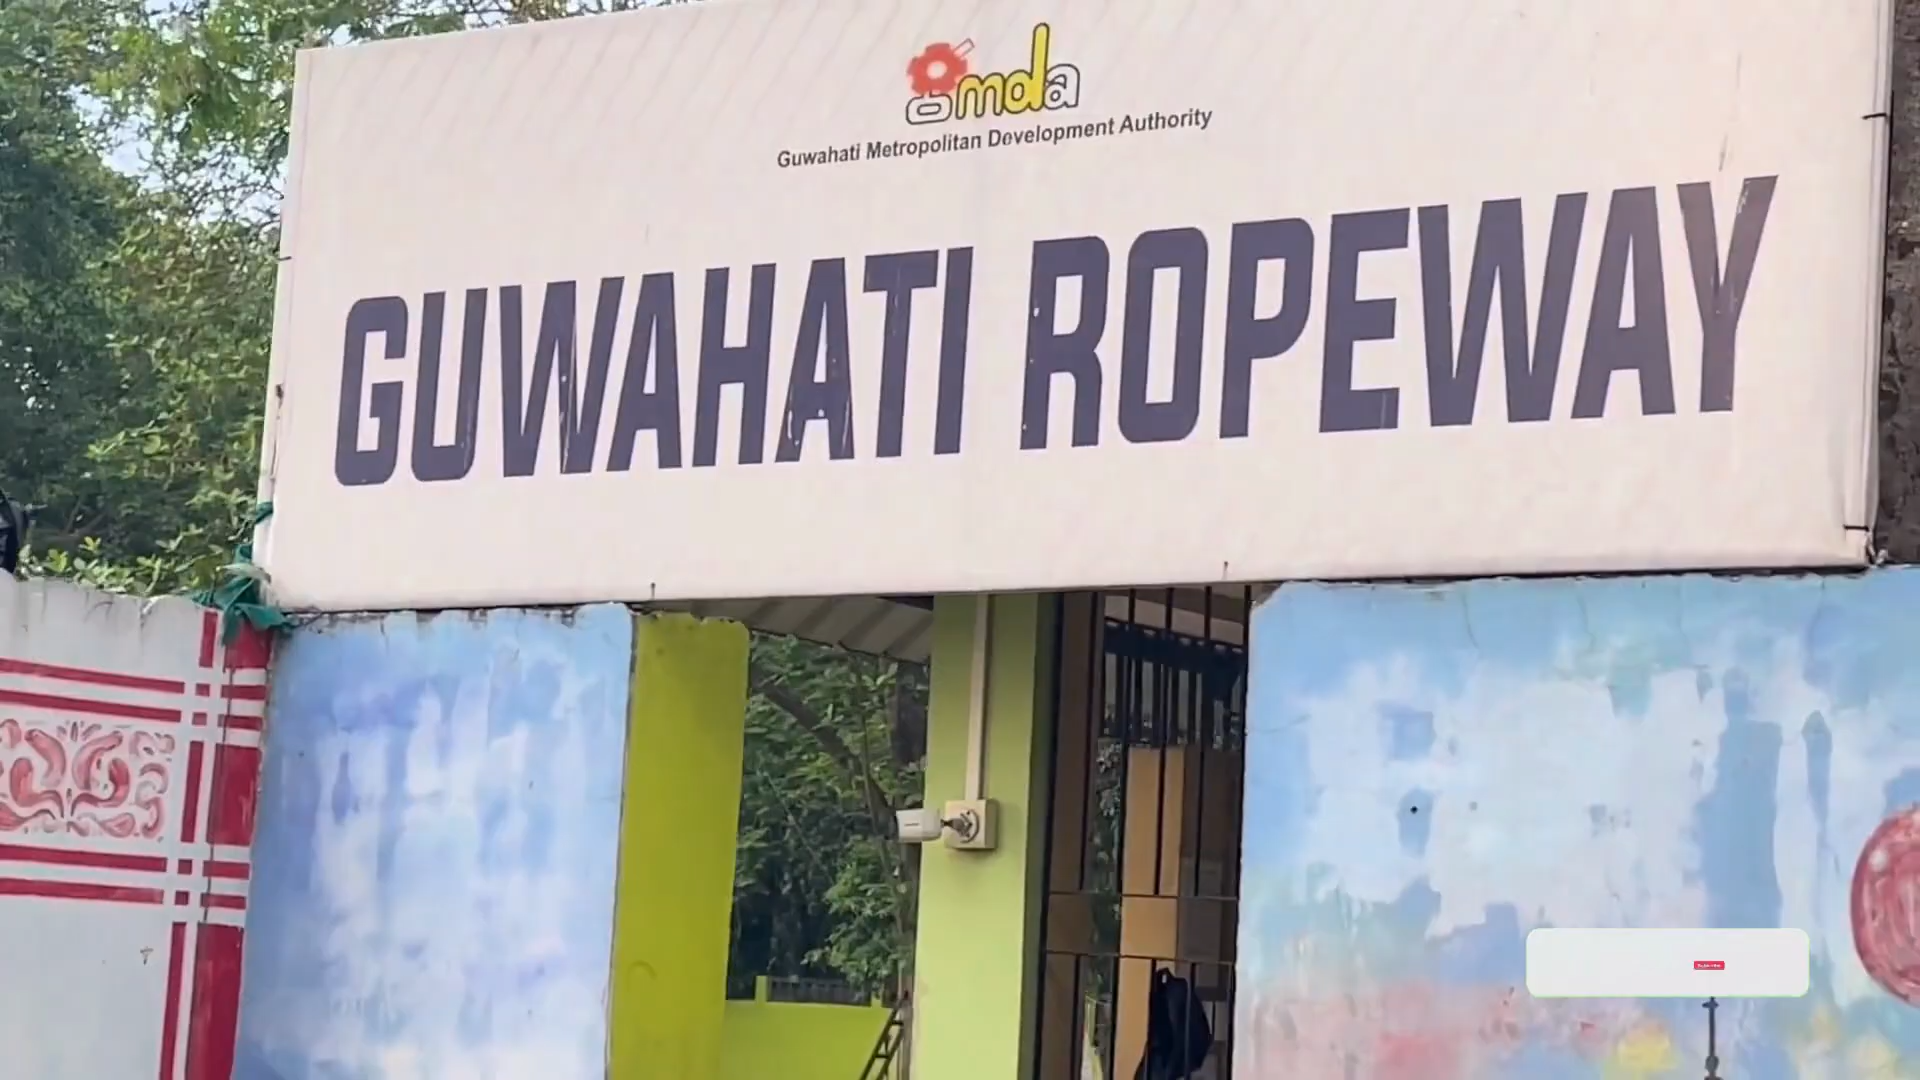 gmda
Guwahati Metropolitan Development Authority
GUWAHATI ROPEWAY